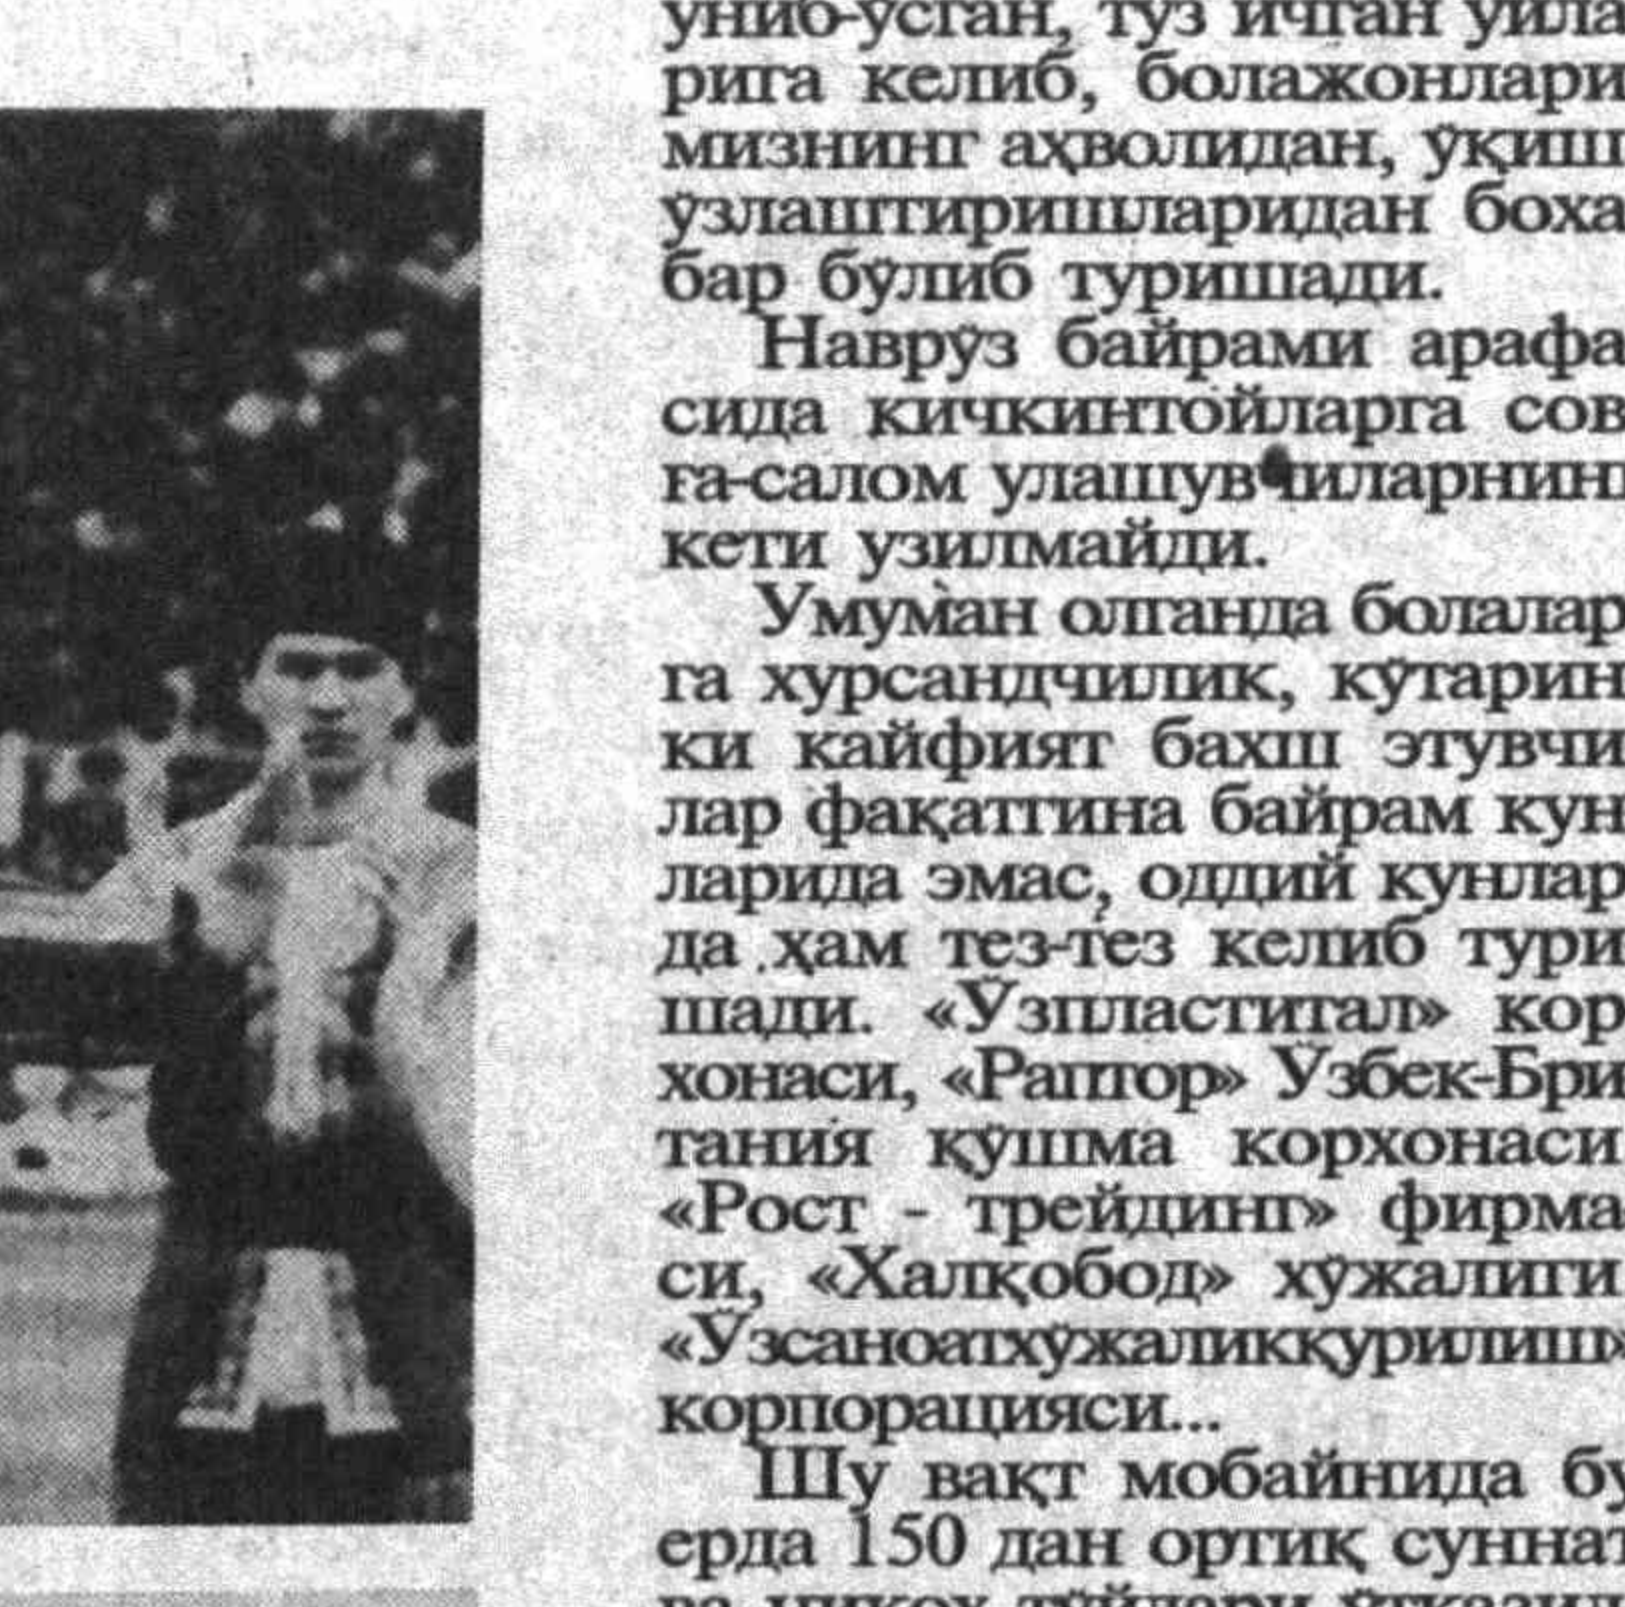 униб-ўсган, туз ичган уйла
рига келиб, болажонлари
мизнинг аҳволидан, ўқиш
ўзлаштиришларидан боха
бар бўлиб туришади.
Наврўз байрами арафа
сида кичкинтойларга сов
ға-салом улашувчиларнинг
кети узилмайди.
Умуман олганда болалар
га хурсандчилик, кўтарин
ки кайфият бахш этувчи
лар фақатгина байрам кун
ларида эмас, оддий кунлар
да ҳам тез-тез келиб тури
шади. «Ўзпластитал» кор
хонаси, «Раптор» Ўзбек-Бри
тания қўшма корхонаси
«Рост - трейдинг» фирма
си, «Халқобод» хўжалиги
«Ўзсаноатхўжаликқурилиш»
корпорацияси...
Шу вақт мобайнида бу
ерда 150 дан ортиқ суннат